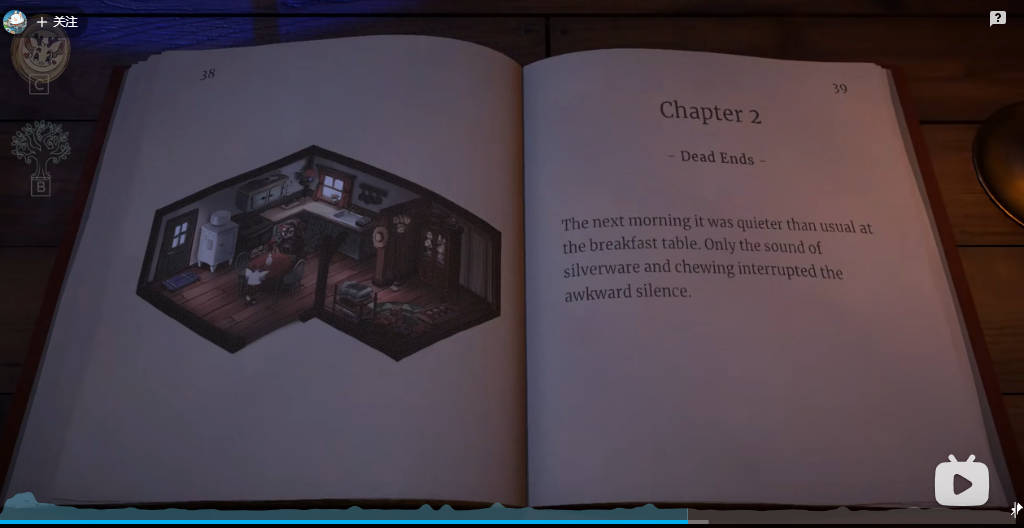 关注
C
B
38
39
Chapter 2
- Dead Ends -
The next morning it was quieter than usual at
the breakfast table. Only the sound of
silverware and chewing interrupted the
awkward silence.